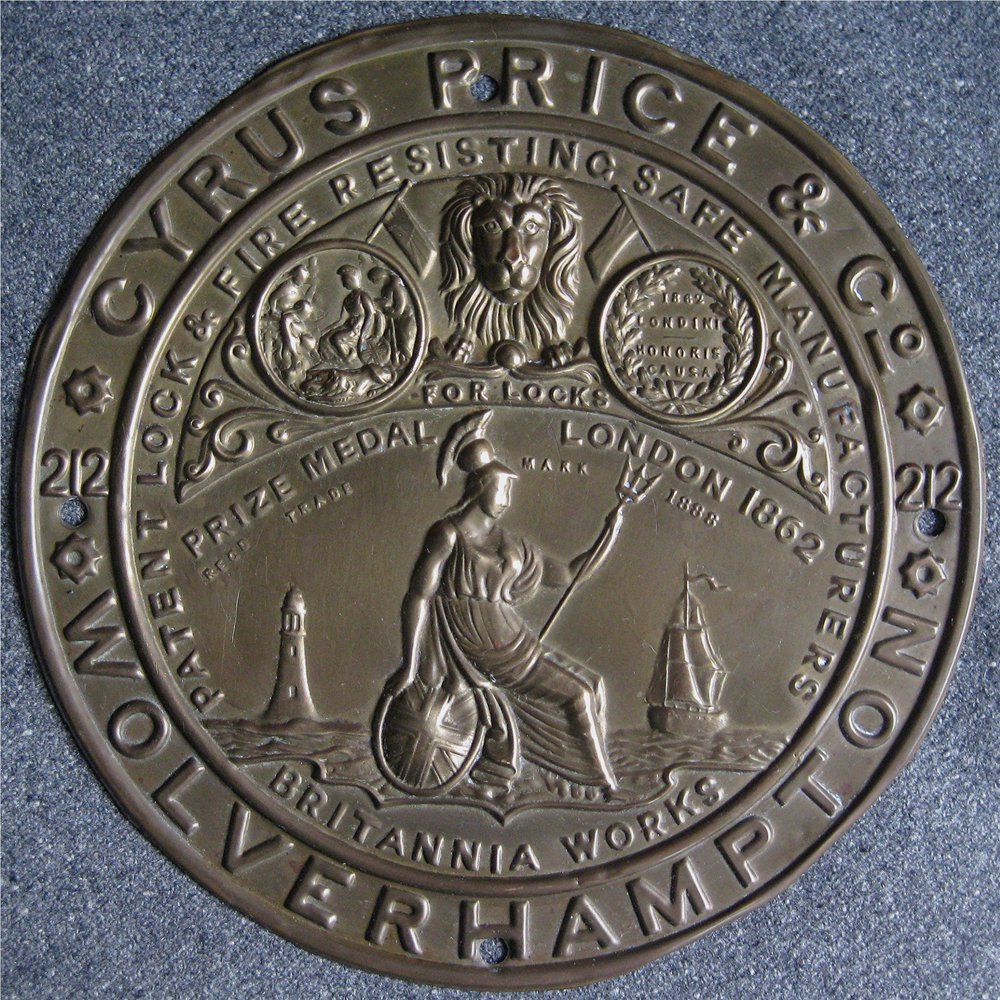 CYRUS PRICE & Co
212
212
WOLVERHAMPTON
PATENT LOCK & FIRE RESISTING SAFE MANUFACTURERS
1862
LONDINI
HONORIS
CAUSA
FOR LOCKS
PRIZE MEDAL LONDON 1862
TRADE MARK
REGD 1888
BRITANNIA WORKS